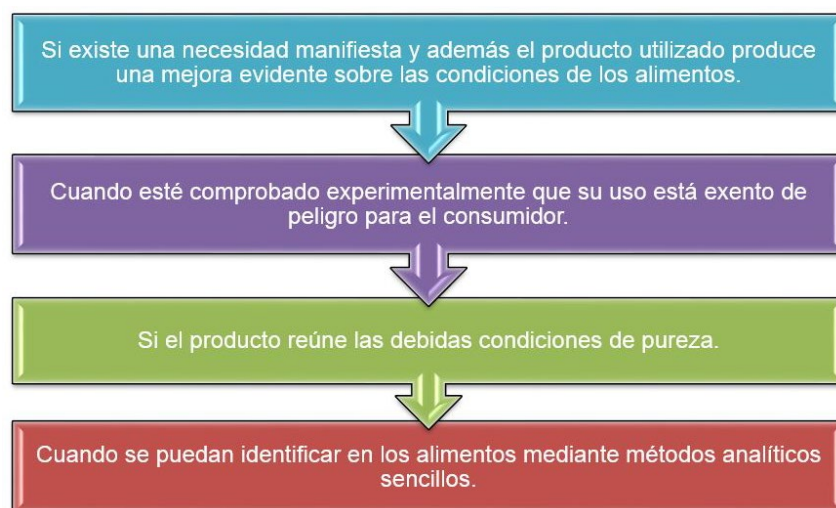 Si existe una necesidad manifiesta y además el producto utilizado produce
una mejora evidente sobre las condiciones de los alimentos.
Cuando esté comprobado experimentalmente que su uso está exento de
peligro para el consumidor.
Si el producto reúne las debidas condiciones de pureza.
Cuando se puedan identificar en los alimentos mediante métodos analíticos
sencillos.